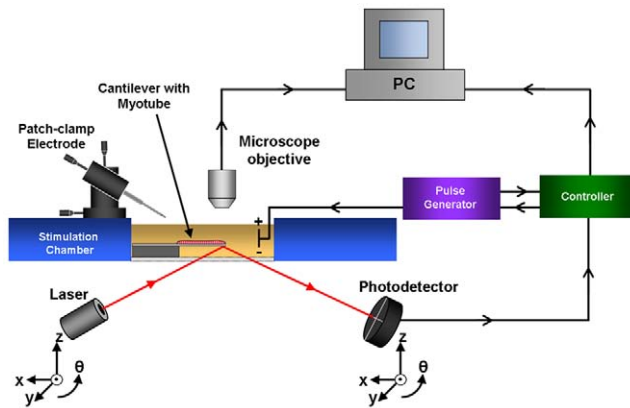 PC
Cantilever with
Myotube
Patch-clamp
Electrode
Microscope
objective
Pulse
Generator
Controller
+
-
Stimulation
Chamber
Laser
Photodetector
z
θ
x
y
z
θ
x
y